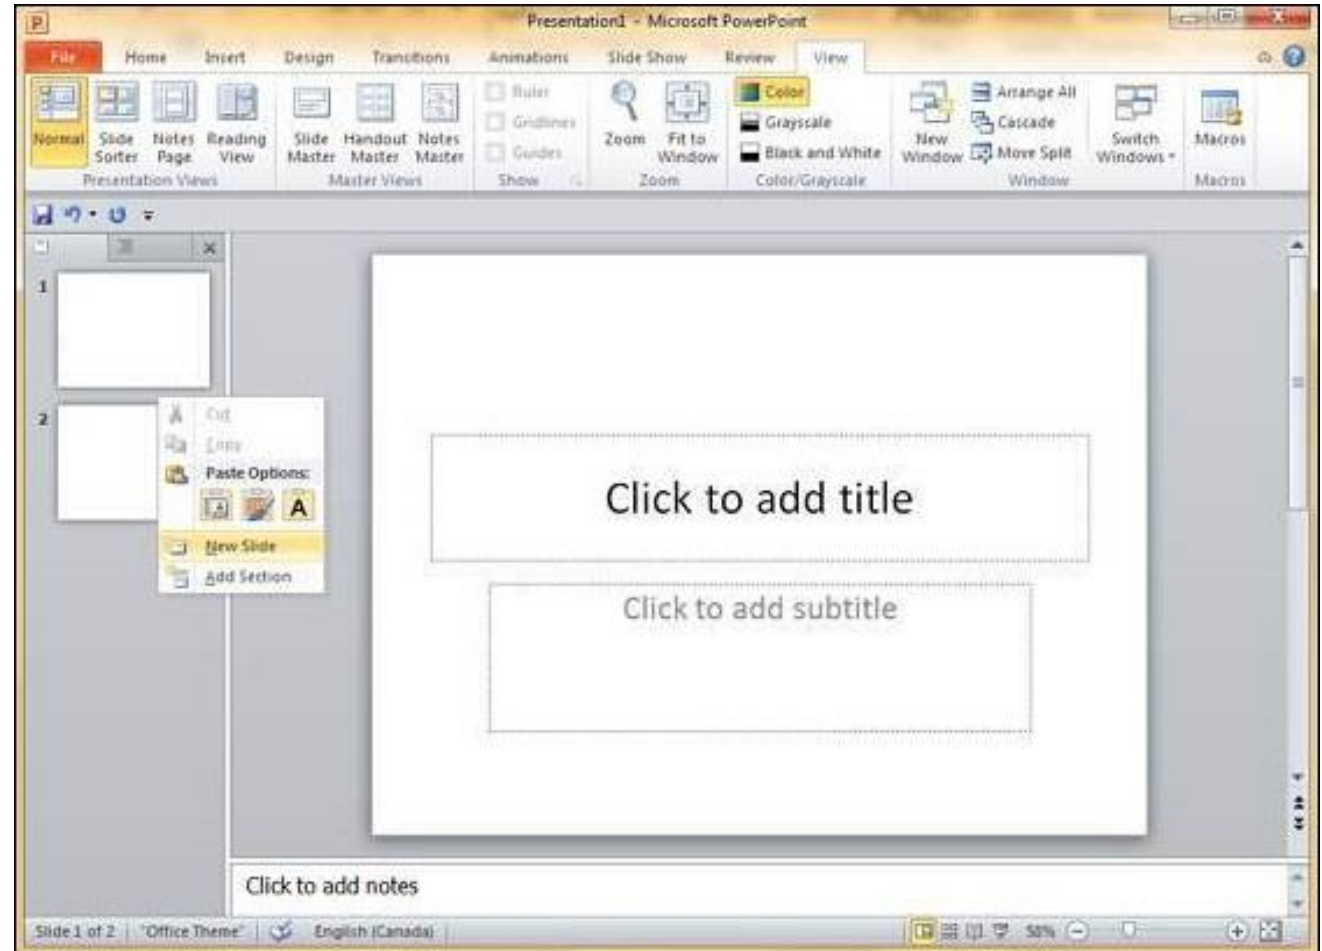 Presentation1 - Microsoft PowerPoint
File Home Insert Design Transitions Animations Slide Show Review View
Normal Slide Sorter Notes Page Reading View Slide Master Handout Master Notes Master Ruler Gridlines Guides Zoom Fit to Window Color Grayscale Black and White New Window Arrange All Cascade Move Split Switch Windows Macros
Presentation Views Master Views Show Zoom Color/Grayscale Window Macros
1
2
Cut
Copy
Paste Options:
A
New Slide
Add Section
Click to add title
Click to add subtitle
Click to add notes
Slide 1 of 2 "Office Theme" English (Canada) 58%